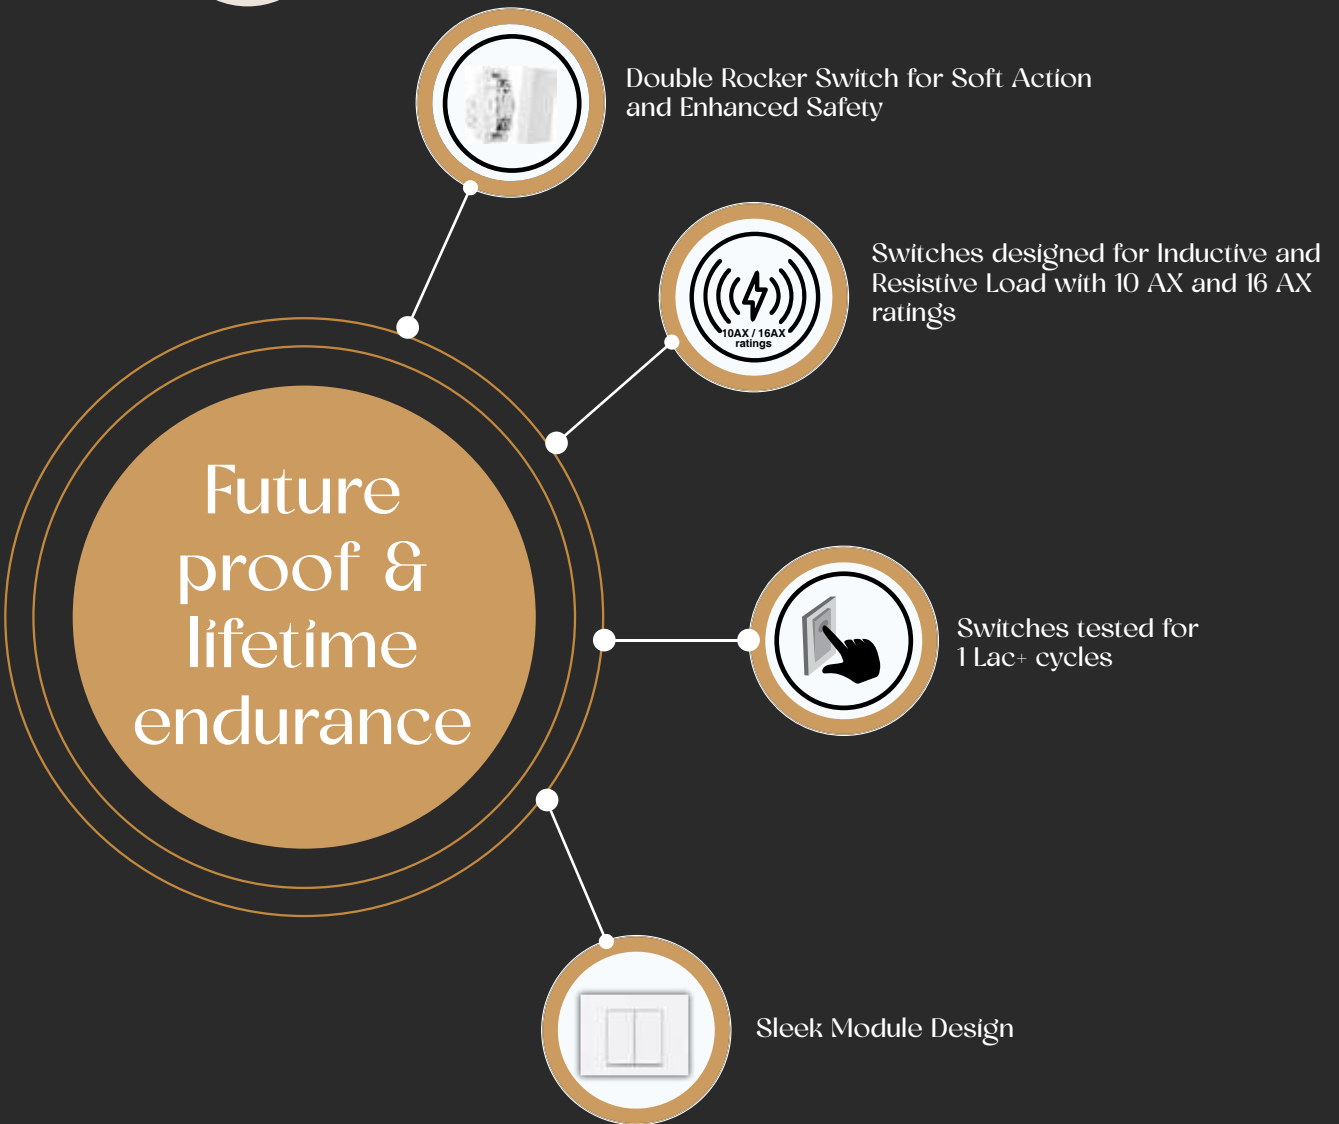 Double Rocker Switch for Soft Action
and Enhanced Safety
Switches designed for Inductive and
Resistive Load with 10 AX and 16 AX
ratings
10AX / 16AX
ratings
Future
proof &
lifetime
endurance
Switches tested for
1 Lac+ cycles
Sleek Module Design